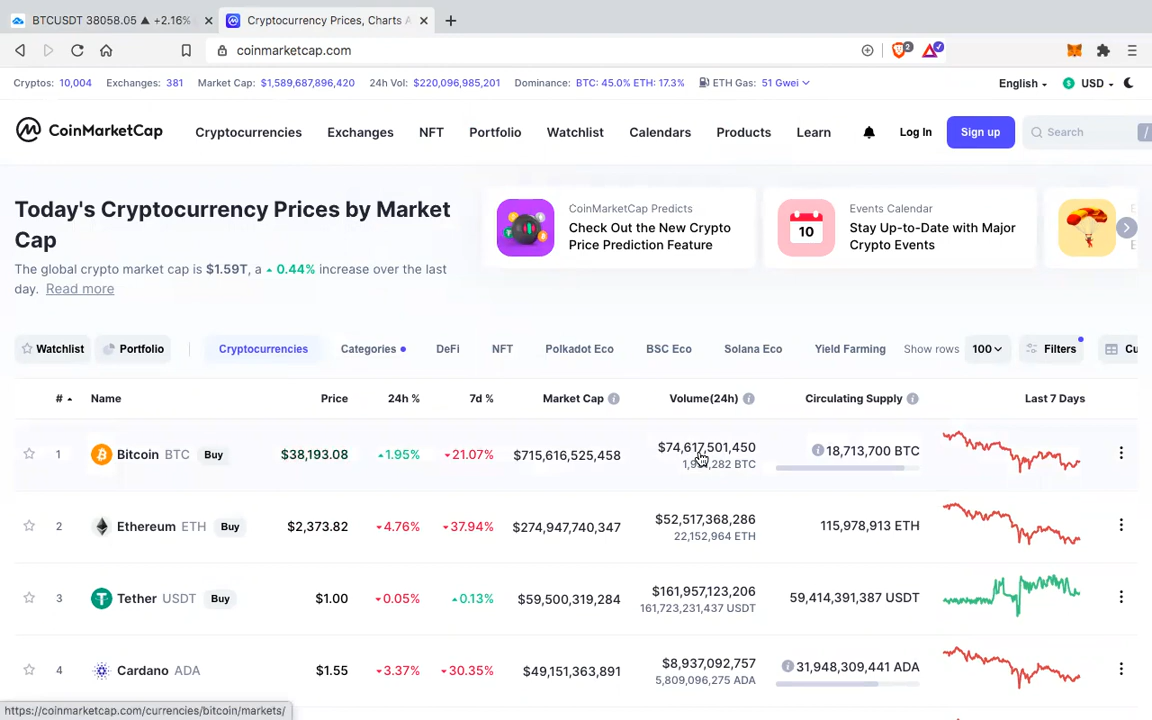 BTCUSDT 38058.05 ▲ +2.16%
Cryptocurrency Prices, Charts A
coinmarketcap.com
2
Cryptos: 10,004 Exchanges: 381 Market Cap: $1,589,687,896,420 24h Vol: $220,096,985,201 Dominance: BTC: 45.0% ETH: 17.3% ETH Gas: 51 Gwei English USD
CoinMarketCap Cryptocurrencies Exchanges NFT Portfolio Watchlist Calendars Products Learn Log In Sign up Search /
Today's Cryptocurrency Prices by Market
Cap
The global crypto market cap is $1.59T, a ▲ 0.44% increase over the last
day. Read more
CoinMarketCap Predicts
Check Out the New Crypto
Price Prediction Feature
10
Events Calendar
Stay Up-to-Date with Major
Crypto Events
Watchlist Portfolio Cryptocurrencies Categories DeFi NFT Polkadot Eco BSC Eco Solana Eco Yield Farming Show rows 100 Filters Cu
# Name Price 24h % 7d % Market Cap Volume(24h) Circulating Supply Last 7 Days
1 Bitcoin BTC Buy $38,193.08 ▲1.95% ▼21.07% $715,616,525,458 $74,617,501,450 18,713,700 BTC
282 BTC
2 Ethereum ETH Buy $2,373.82 ▼4.76% ▼37.94% $274,947,740,347 $52,517,368,286 115,978,913 ETH
22,152,964 ETH
3 Tether USDT Buy $1.00 ▼0.05% ▲0.13% $59,500,319,284 $161,957,123,206 59,414,391,387 USDT
161,723,231,437 USDT
4 Cardano ADA $1.55 ▼3.37% ▼30.35% $49,151,363,891 $8,937,092,757 31,948,309,441 ADA
5,809,096,275 ADA
https://coinmarketcap.com/currencies/bitcoin/markets/